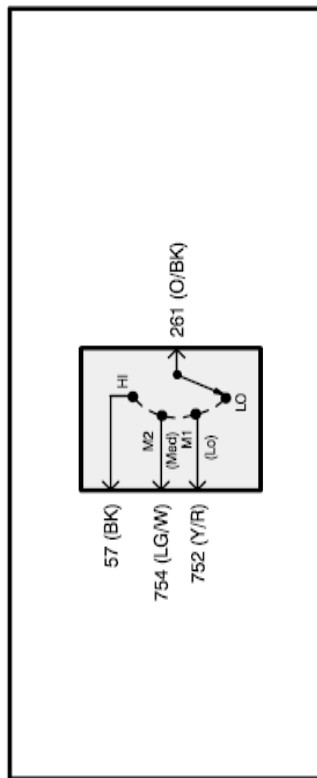 57 (BK)
754 (LG/W)
752 (Y/R)
HI
M2
(Med)
M1
(Lo)
LO
261 (O/BK)